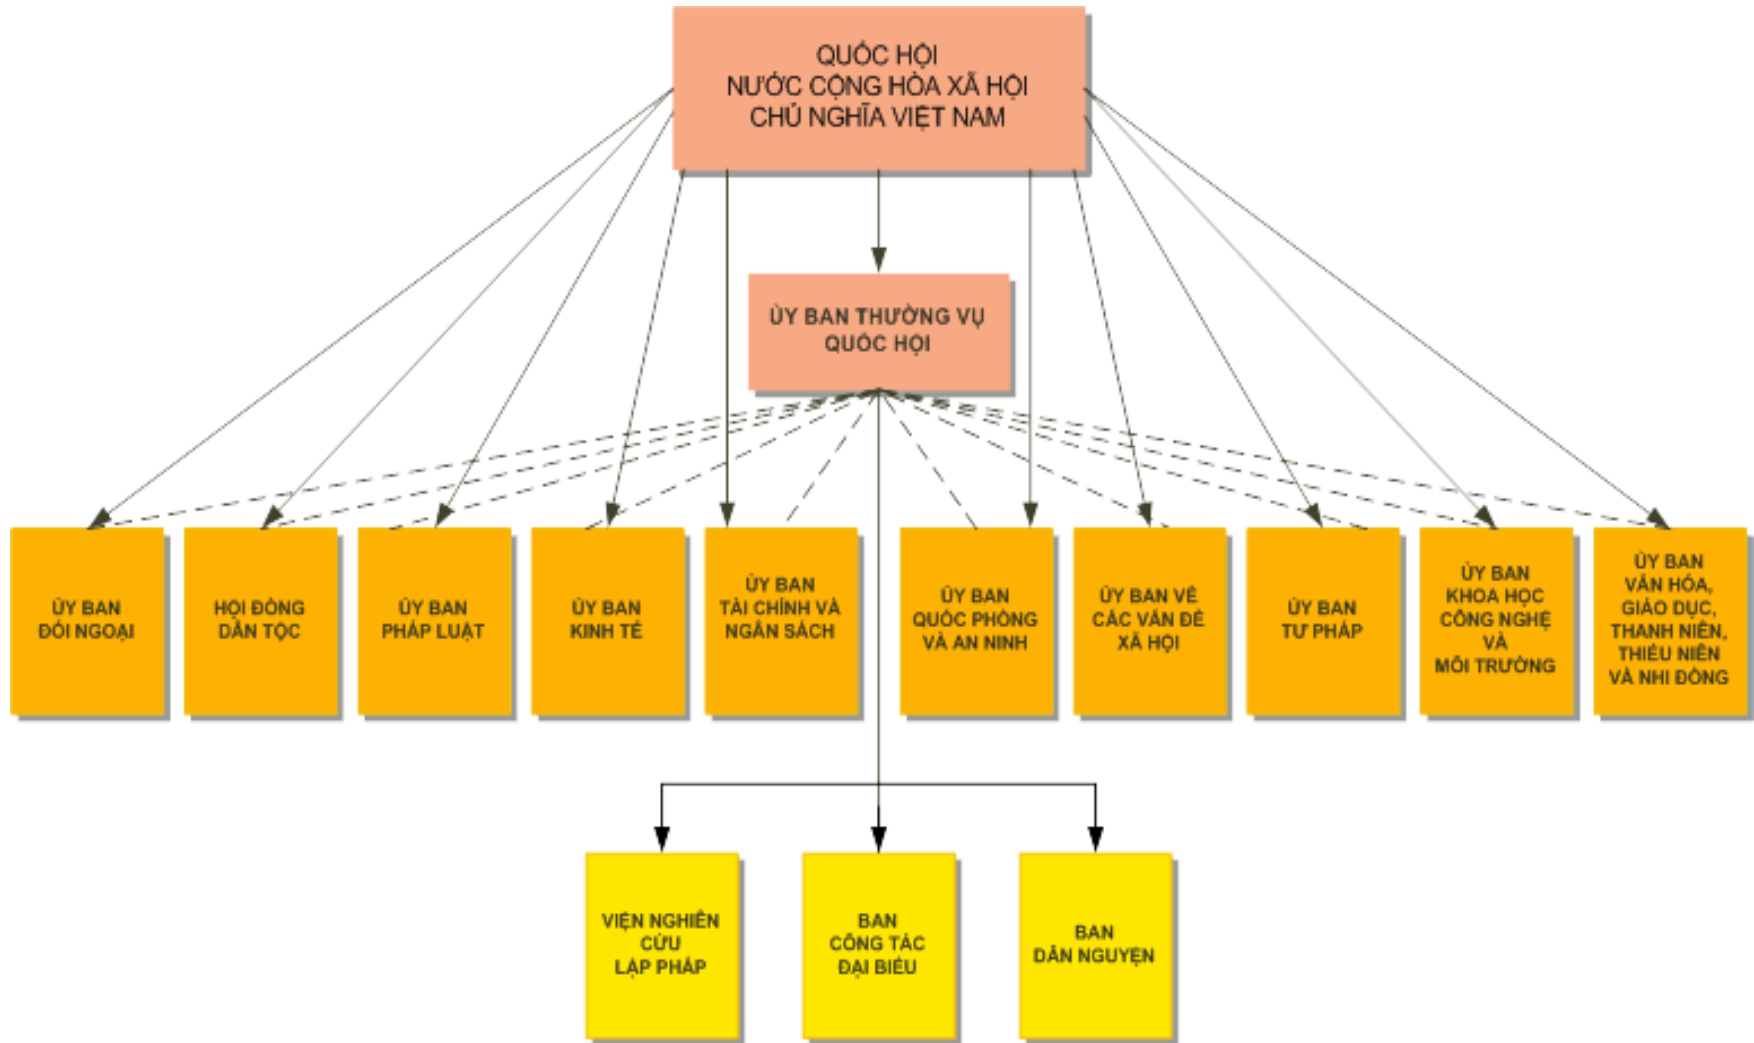 QUỐC HỘI
NƯỚC CỘNG HÒA XÃ HỘI
CHỦ NGHĨA VIỆT NAM
ỦY BAN THƯỜNG VỤ
QUỐC HỘI
ỦY BAN
ĐỐI NGOẠI
HỘI ĐỒNG
DÂN TỘC
ỦY BAN
PHÁP LUẬT
ỦY BAN
KINH TẾ
ỦY BAN
TÀI CHÍNH VÀ
NGÂN SÁCH
ỦY BAN
QUỐC PHÒNG
VÀ AN NINH
ỦY BAN VỀ
CÁC VẤN ĐỀ
XÃ HỘI
ỦY BAN
TƯ PHÁP
ỦY BAN
KHOA HỌC
CÔNG NGHỆ
VÀ
MÔI TRƯỜNG
ỦY BAN
VĂN HÓA,
GIÁO DỤC,
THANH NIÊN,
THIẾU NIÊN
VÀ NHI ĐỒNG
VIỆN NGHIÊN
CỨU
LẬP PHÁP
BAN
CÔNG TÁC
ĐẠI BIỂU
BAN
DÂN NGUYỆN